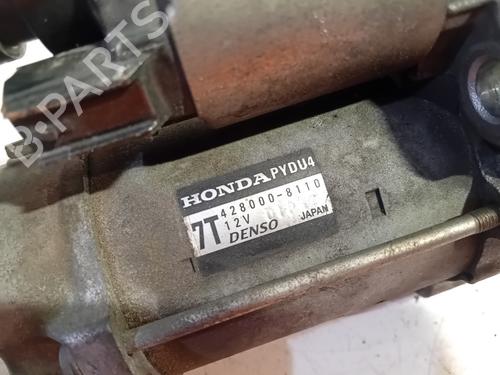 B-PARTS
HONDA PYDU4
428000-8110
7T 12V
DENSO JAPAN